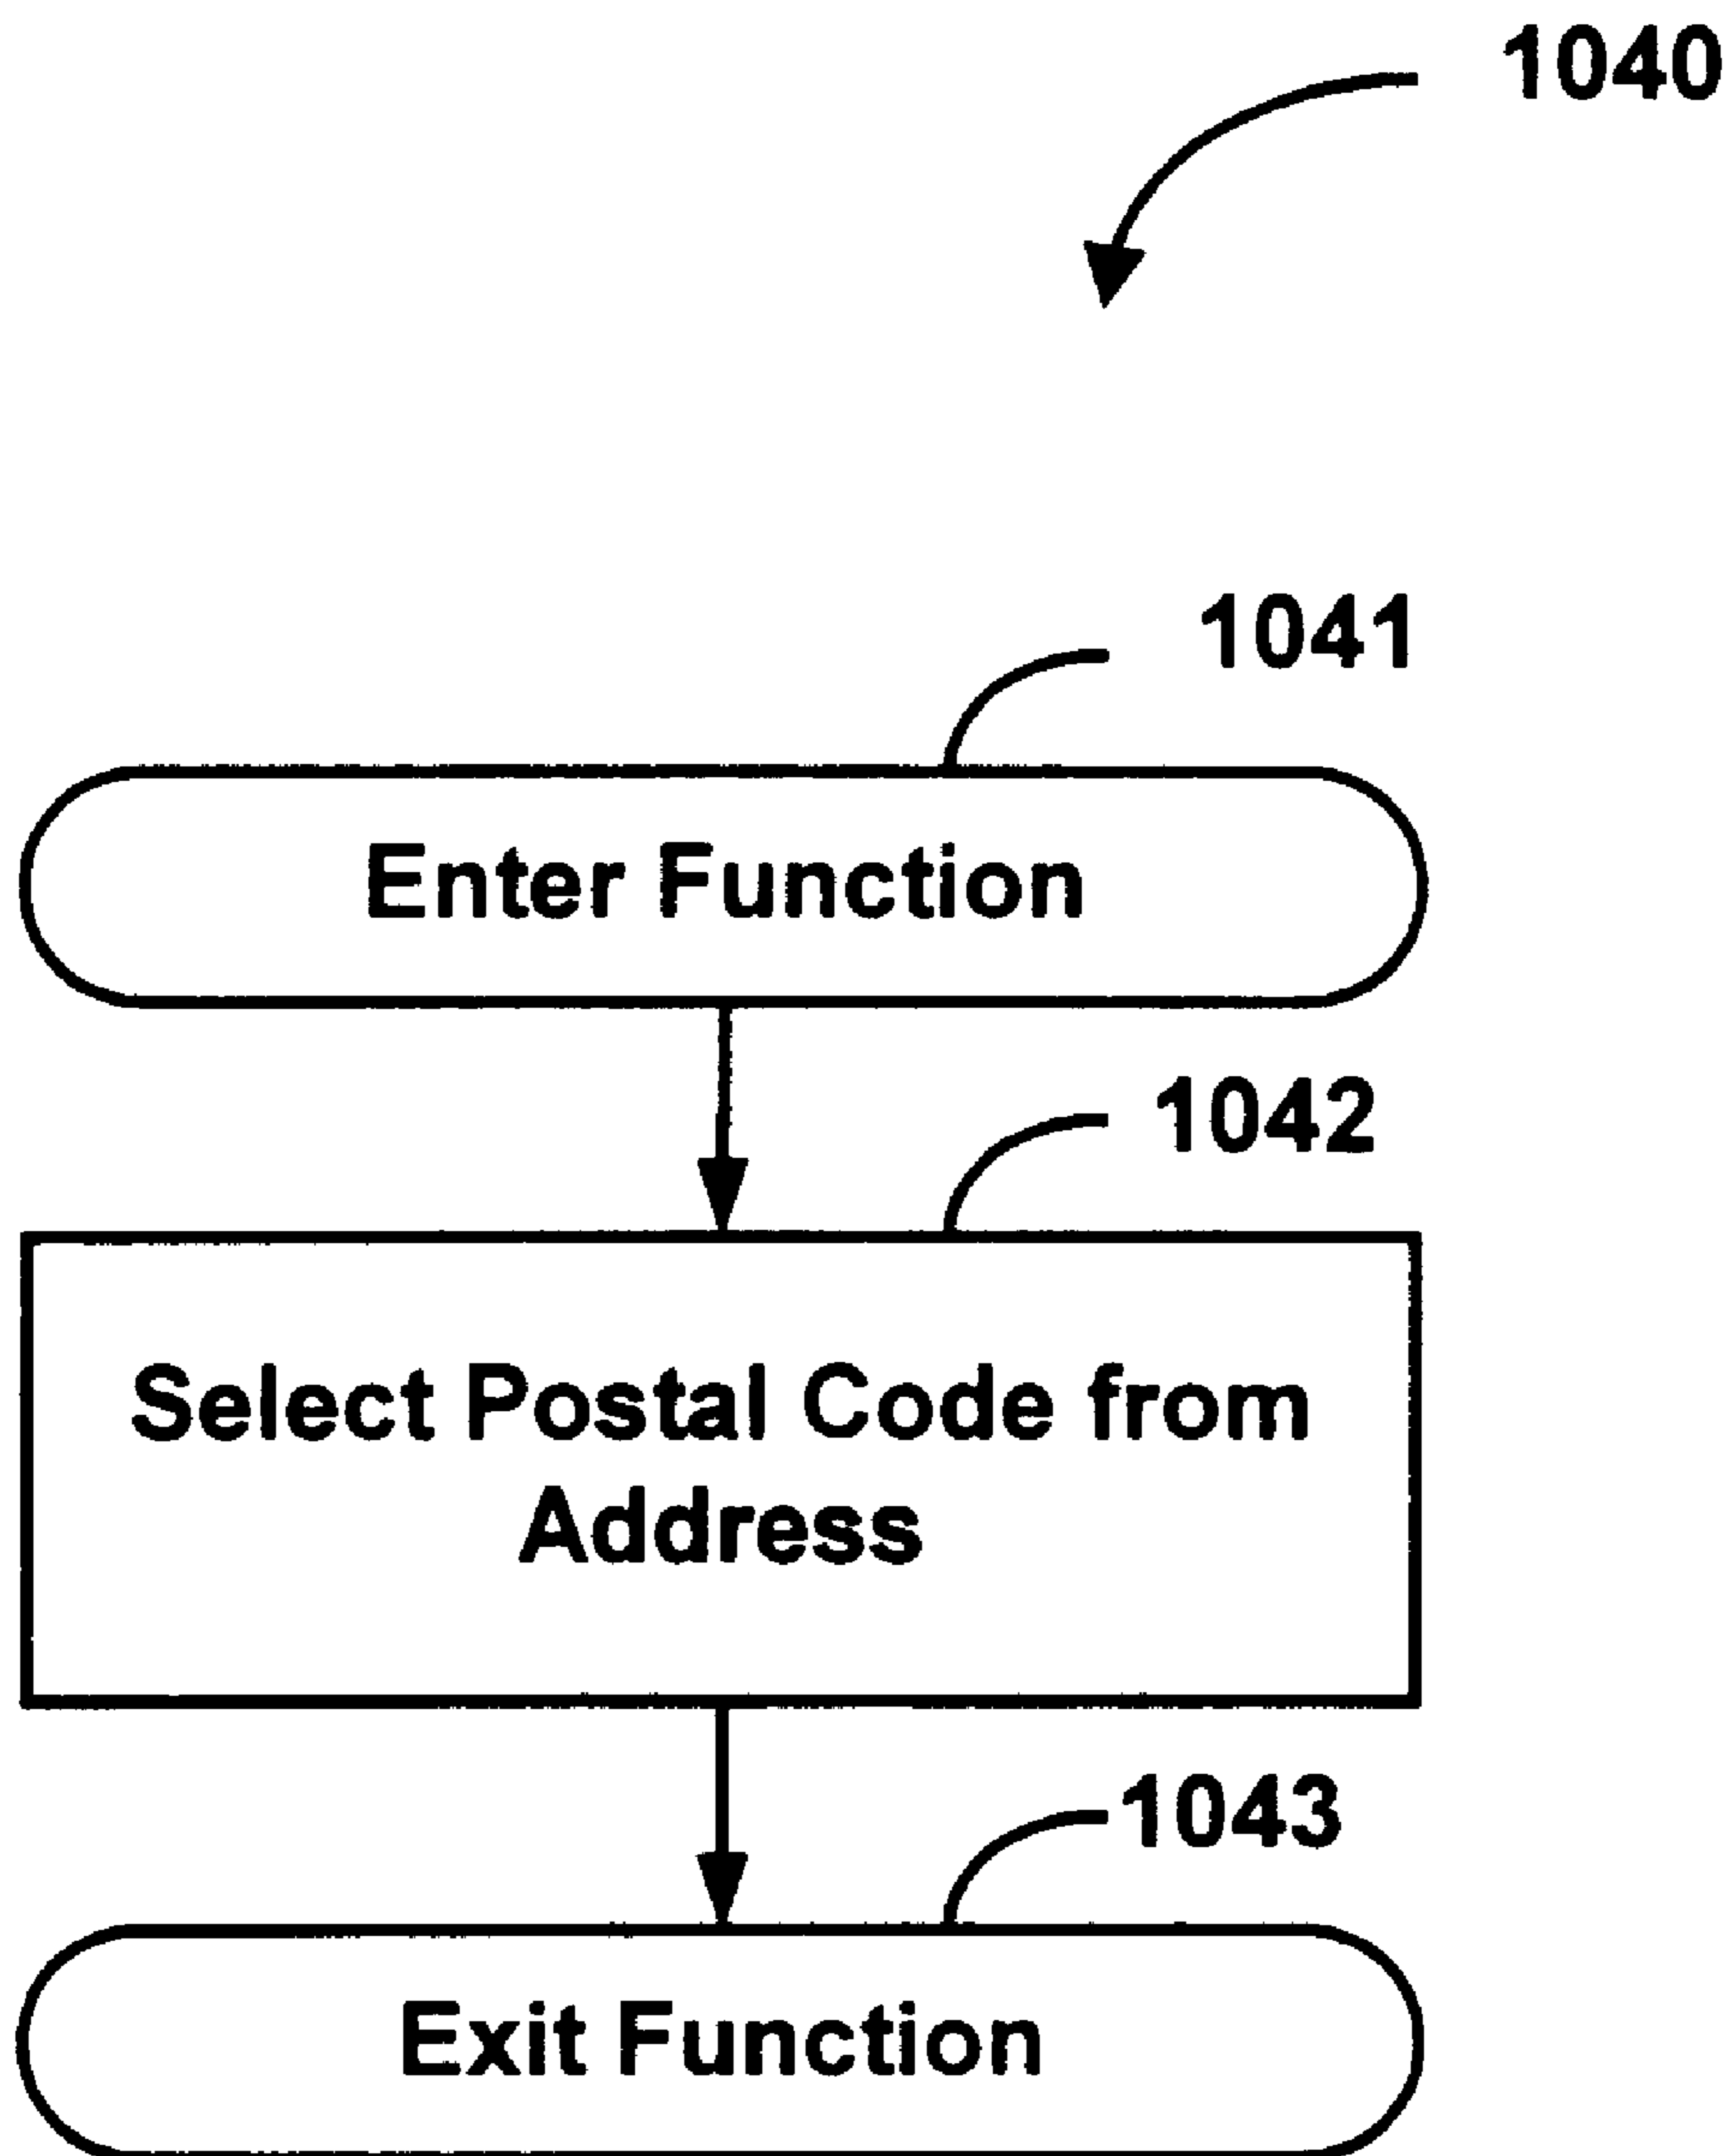 1040
1041
Enter Function
1042
Select Postal Code from
Address
1043
Exit Function